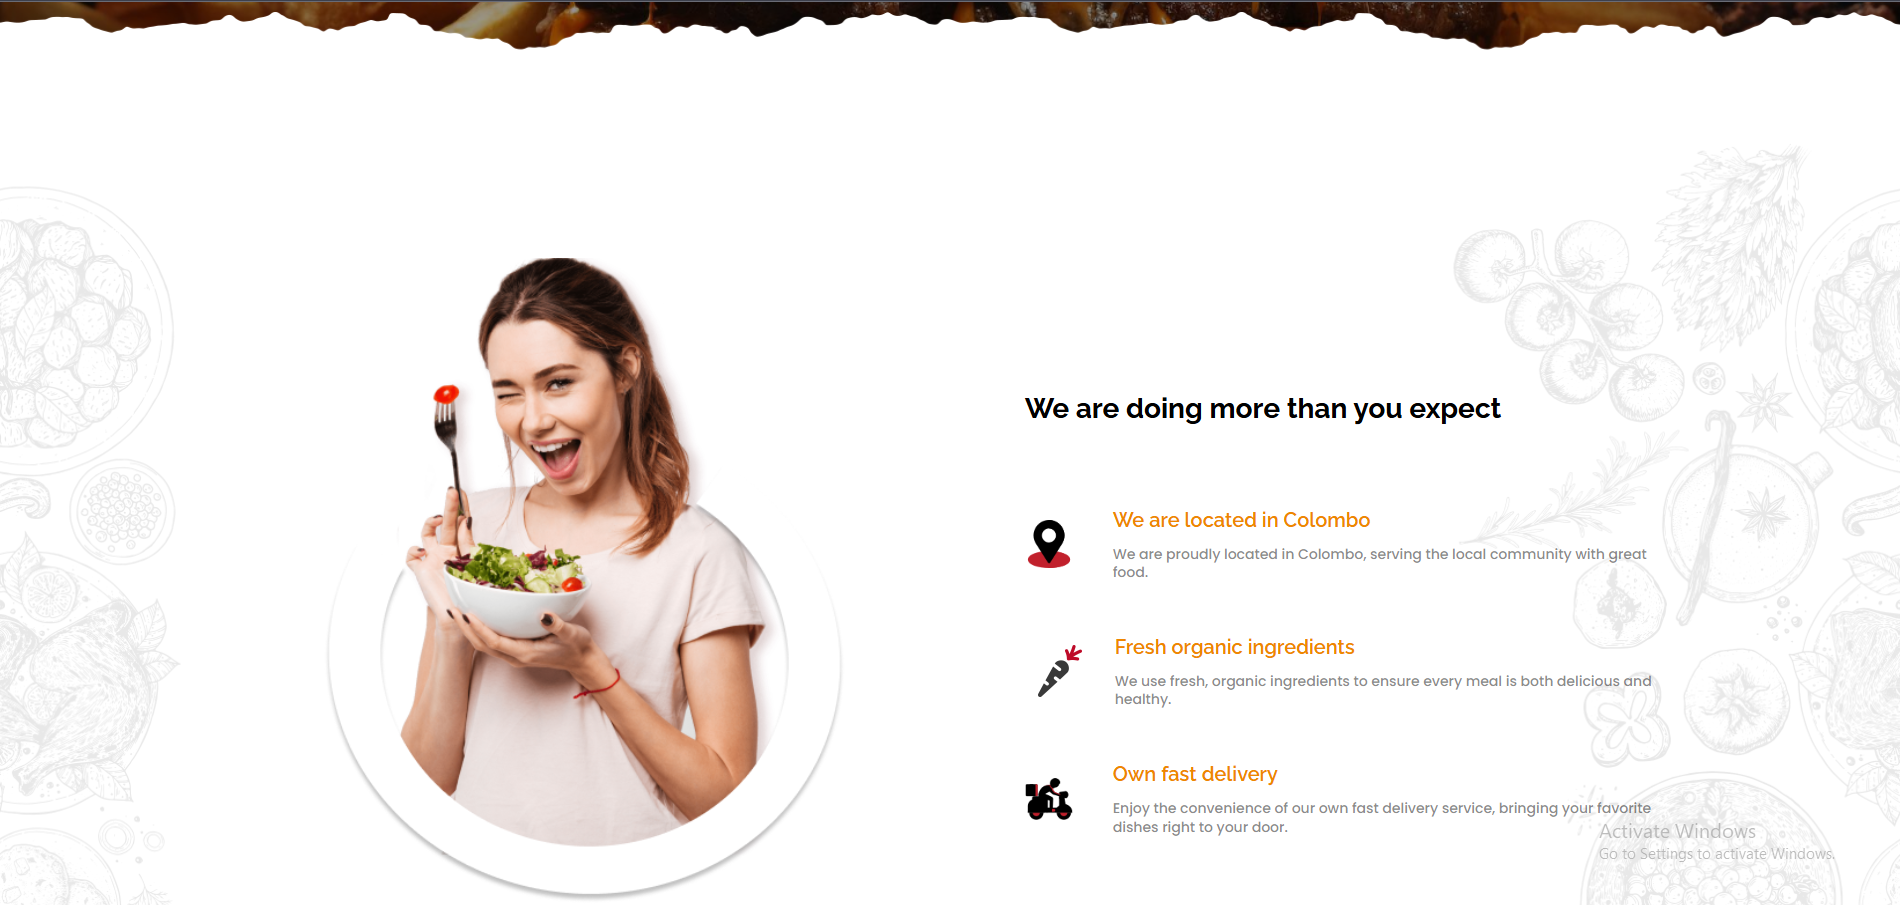 We are doing more than you expect
We are located in Colombo
We are proudly located in Colombo, serving the local community with great
food.
Fresh organic ingredients
We use fresh, organic ingredients to ensure every meal is both delicious and
healthy.
Own fast delivery
Enjoy the convenience of our own fast delivery service, bringing your favorite
dishes right to your door.
Activate Windows
Go to Settings to activate Windows.